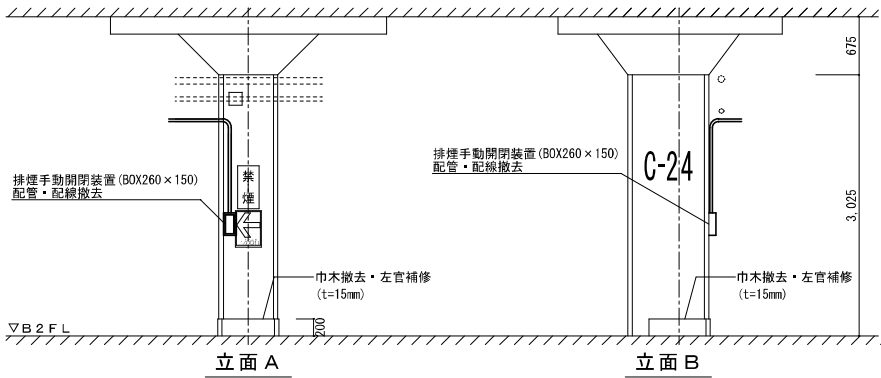 675
排煙手動開閉装置(BOX260×150)
配管・配線撤去
禁
煙
排煙手動開閉装置(BOX260×150)
配管・配線撤去
C-24
3,025
巾木撤去・左官補修
(t=15mm)
巾木撤去・左官補修
(t=15mm)
▽B2FL
200
立面A
立面B